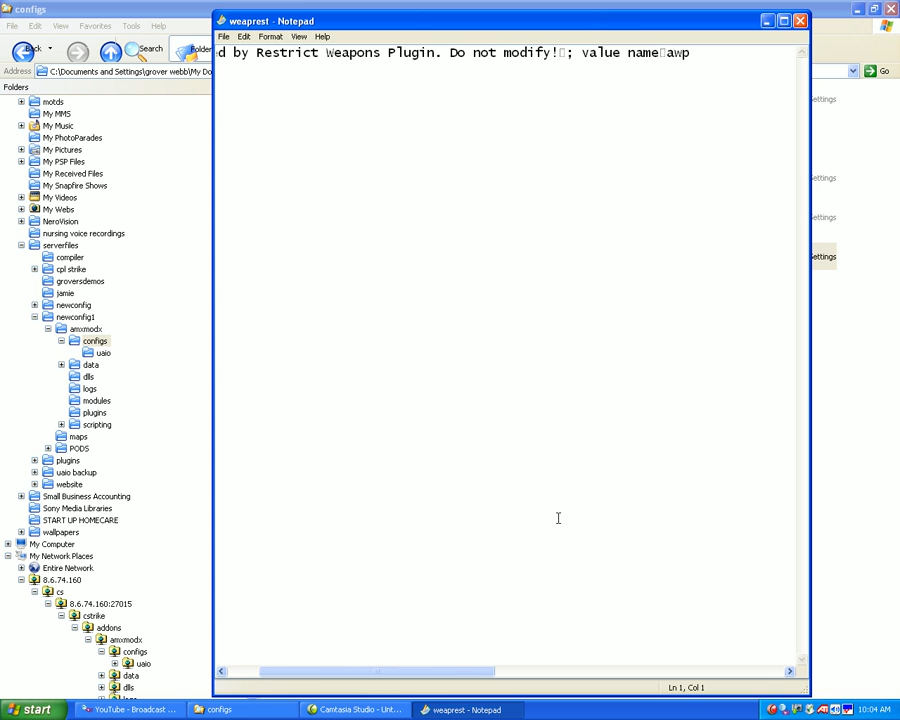 configs
File Edit View Favorites Tools Help
Back Search Folder
Address C:\Documents and Settings\grover webb\My Do
Go
Folders
motds
My MMS
My Music
My PhotoParades
My Pictures
My PSP Files
My Received Files
My Snapfire Shows
My Videos
My Webs
NeroVision
nursing voice recordings
serverfiles
compiler
cpl strike
groversdemos
jamie
newconfig
newconfig1
amxmodx
configs
uaio
data
dlls
logs
modules
plugins
scripting
maps
PODS
plugins
uaio backup
website
Small Business Accounting
Sony Media Libraries
START UP HOMECARE
wallpapers
My Computer
My Network Places
Entire Network
8.6.74.160
cs
8.6.74.160:27015
cstrike
addons
amxmodx
configs
uaio
data
dlls
weaprest - Notepad
File Edit Format View Help
d by Restrict Weapons Plugin. Do not modify!▯; value name▯awp
Ln 1, Col 1
ettings
ettings
ettings
ettings
start YouTube - Broadcast ... configs Camtasia Studio - Unt... weaprest - Notepad 10:04 AM